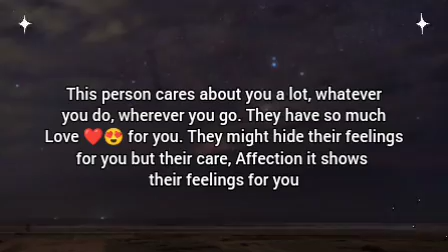 This person cares about you a lot, whatever
you do, wherever you go. They have so much
Love ❤️😍 for you. They might hide their feelings
for you but their care, Affection it shows
their feelings for you